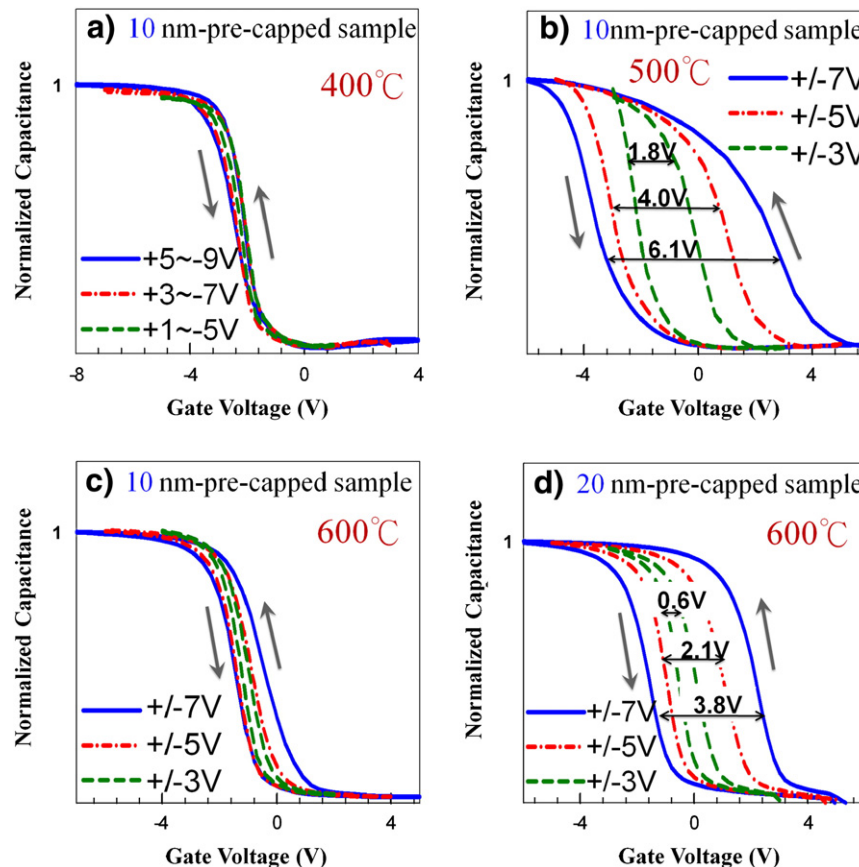 a) 10 nm-pre-capped sample
400℃
Normalized Capacitance
1
+5~-9V
+3~-7V
+1~-5V
-8 -4 0 4
Gate Voltage (V)
b) 10nm-pre-capped sample
500℃
+/-7V
+/-5V
+/-3V
Normalized Capacitance
1
1.8V
4.0V
6.1V
-4 0 4
Gate Voltage (V)
c) 10 nm-pre-capped sample
600℃
Normalized Capacitance
1
+/-7V
+/-5V
+/-3V
-4 0 4
Gate Voltage (V)
d) 20 nm-pre-capped sample
600℃
Normalized Capacitance
1
0.6V
2.1V
3.8V
+/-7V
+/-5V
+/-3V
-4 0 4
Gate Voltage (V)